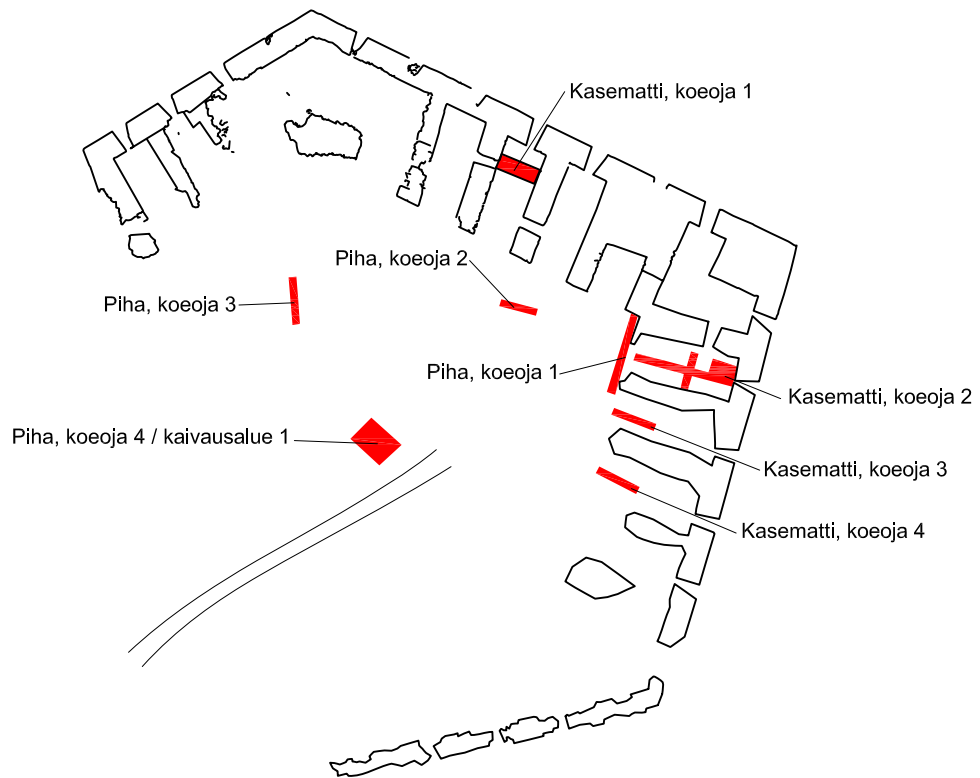 Kasematti, koeoja 1
Piha, koeoja 2
Piha, koeoja 3
Piha, koeoja 1
Kasematti, koeoja 2
Piha, koeoja 4 / kaivausalue 1
Kasematti, koeoja 3
Kasematti, koeoja 4